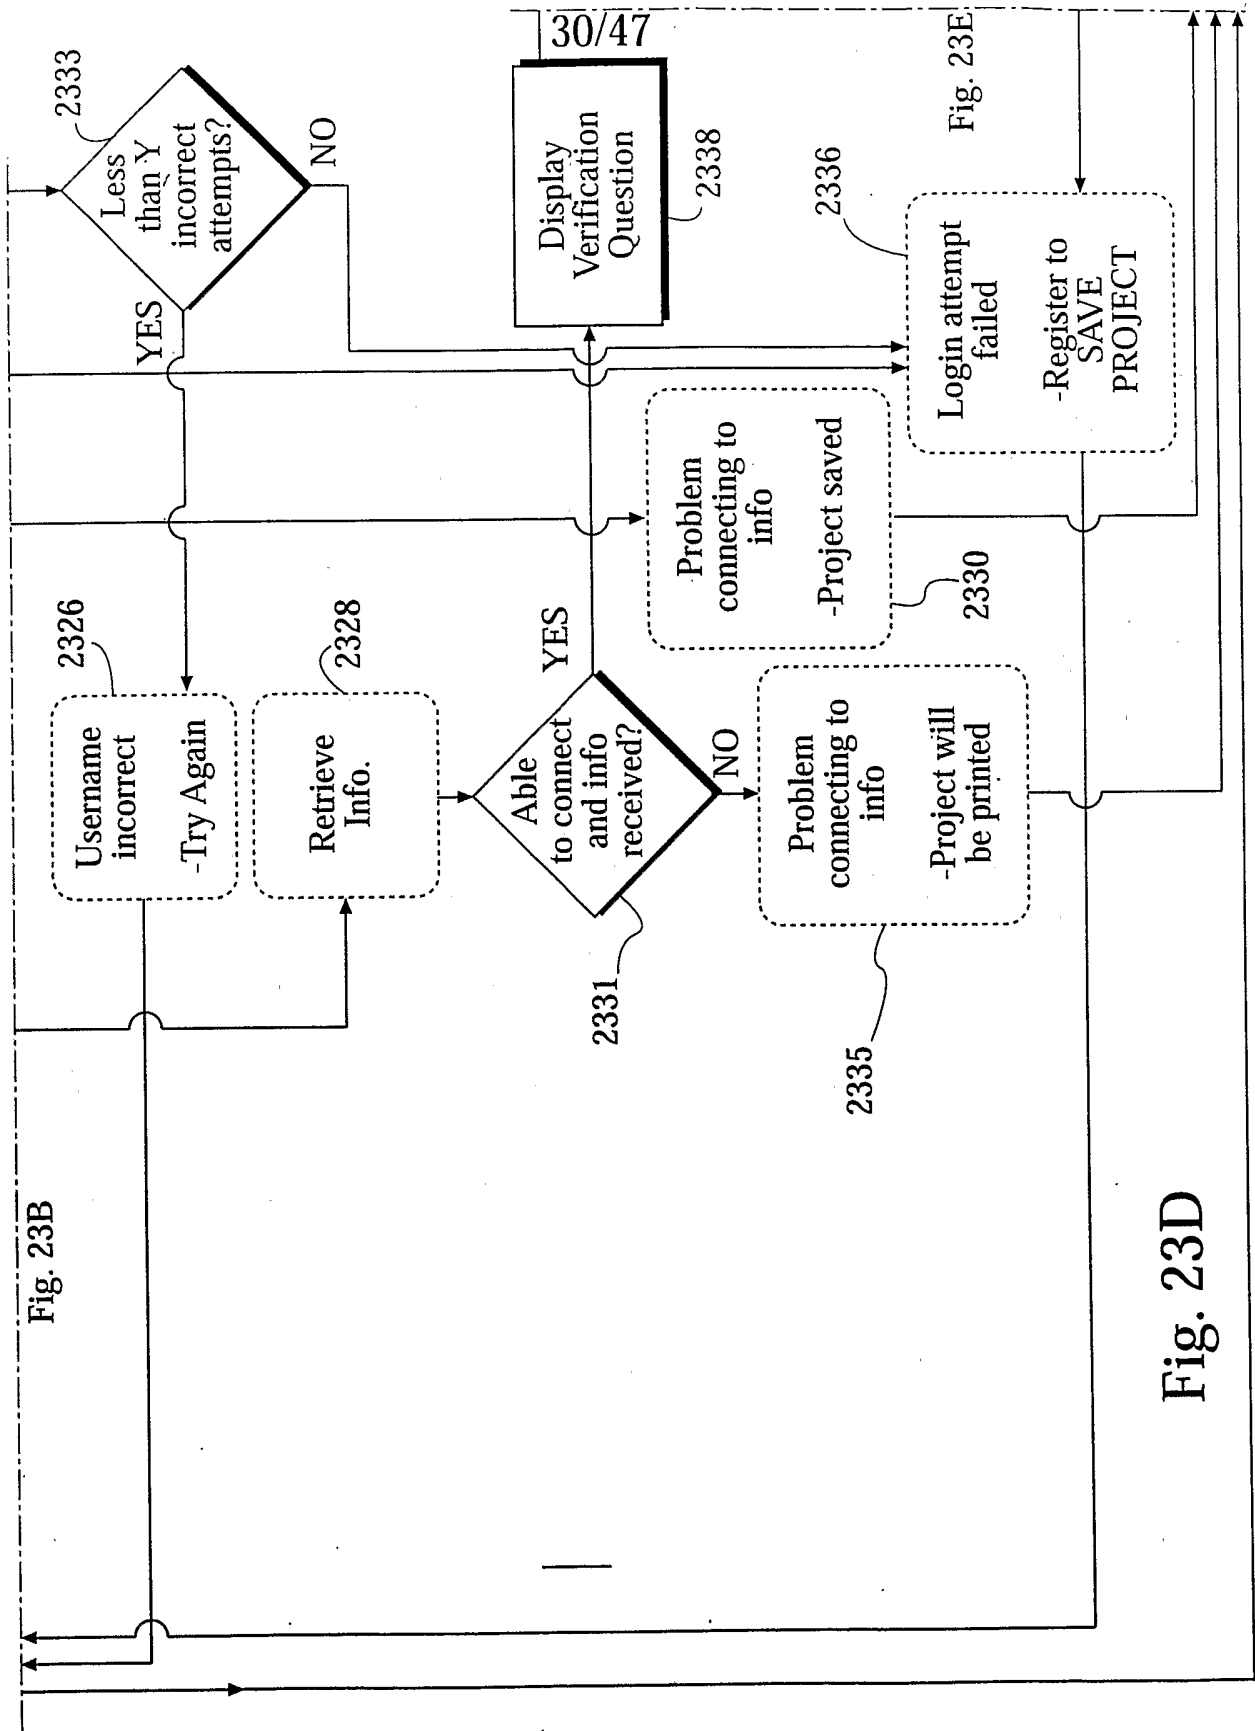 30/47
Fig. 23B
2333
Less
than Y
incorrect
attempts?
YES
NO
2326
Username
incorrect
-Try Again
2328
Retrieve
Info.
2331
Able
to connect
and info
received?
YES
NO
Display
Verification
Question
2338
Problem
connecting to
info
-Project saved
2330
2335
Problem
connecting to
info
-Project will
be printed
2336
Login attempt
failed
-Register to
SAVE
PROJECT
Fig. 23E
Fig. 23D